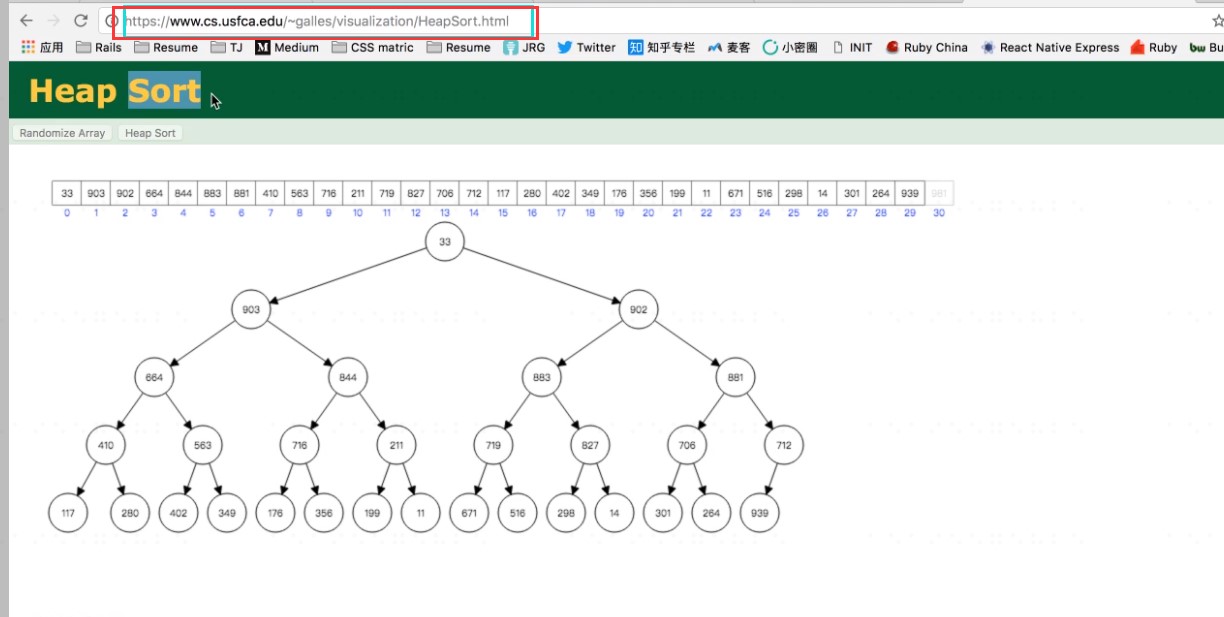 https://www.cs.usfca.edu/~galles/visualization/HeapSort.html
应用 Rails Resume TJ M Medium CSS matric Resume JRG Twitter 知 知乎专栏 麦客 小密圈 INIT Ruby China React Native Express Ruby bw Bu
Heap Sort
Randomize Array Heap Sort
33 903 902 664 844 883 881 410 563 716 211 719 827 706 712 117 280 402 349 176 356 199 11 671 516 298 14 301 264 939 981
0 1 2 3 4 5 6 7 8 9 10 11 12 13 14 15 16 17 18 19 20 21 22 23 24 25 26 27 28 29 30
33
903 902
664 844 883 881
410 563 716 211 719 827 706 712
117 280 402 349 176 356 199 11 671 516 298 14 301 264 939